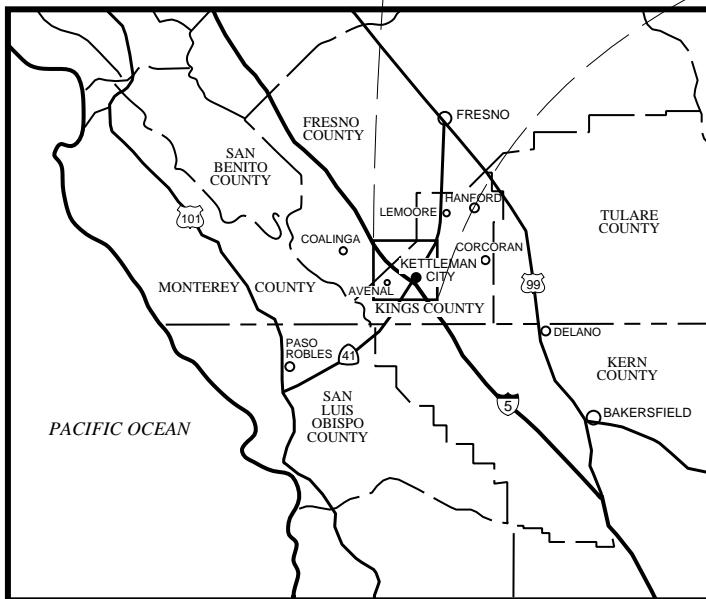 FRESNO
FRESNO
COUNTY
SAN
BENITO
COUNTY
HANFORD
LEMOORE
101
TULARE
COUNTY
COALINGA
CORCORAN
KETTLEMAN
CITY
AVENAL
MONTEREY COUNTY
99
KINGS COUNTY
DELANO
PASO
ROBLES
41
KERN
COUNTY
SAN
LUIS
OBISPO
COUNTY
5
BAKERSFIELD
PACIFIC OCEAN